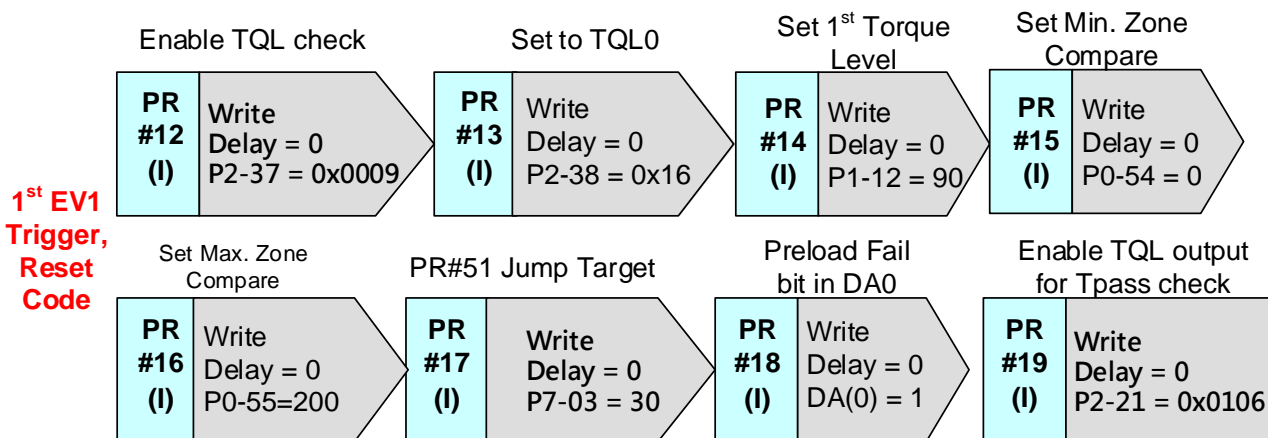 Enable TQL check
PR
#12
(I)
Write
Delay = 0
P2-37 = 0x0009
Set to TQL0
PR
#13
(I)
Write
Delay = 0
P2-38 = 0x16
Set 1st Torque
Level
PR
#14
(I)
Write
Delay = 0
P1-12 = 90
Set Min. Zone
Compare
PR
#15
(I)
Write
Delay = 0
P0-54 = 0
1st EV1
Trigger,
Reset
Code
Set Max. Zone
Compare
PR
#16
(I)
Write
Delay = 0
P0-55=200
PR#51 Jump Target
PR
#17
(I)
Write
Delay = 0
P7-03 = 30
Preload Fail
bit in DA0
PR
#18
(I)
Write
Delay = 0
DA(0) = 1
Enable TQL output
for Tpass check
PR
#19
(I)
Write
Delay = 0
P2-21 = 0x0106